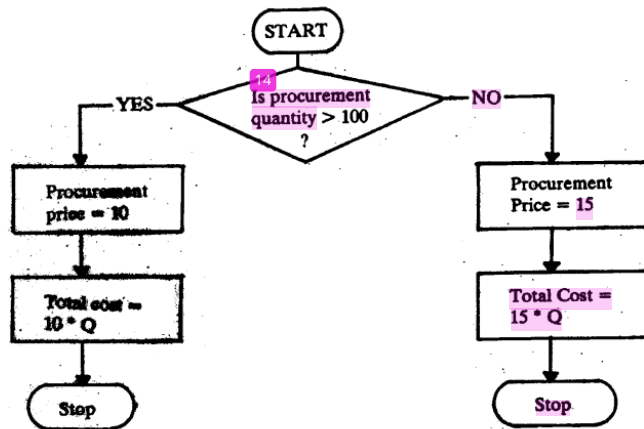 START
14
Is procurement
quantity > 100
?
YES
NO
Procurement
price = 10
Procurement
Price = 15
Total cost =
10 * Q
Total Cost =
15 * Q
Stop
Stop